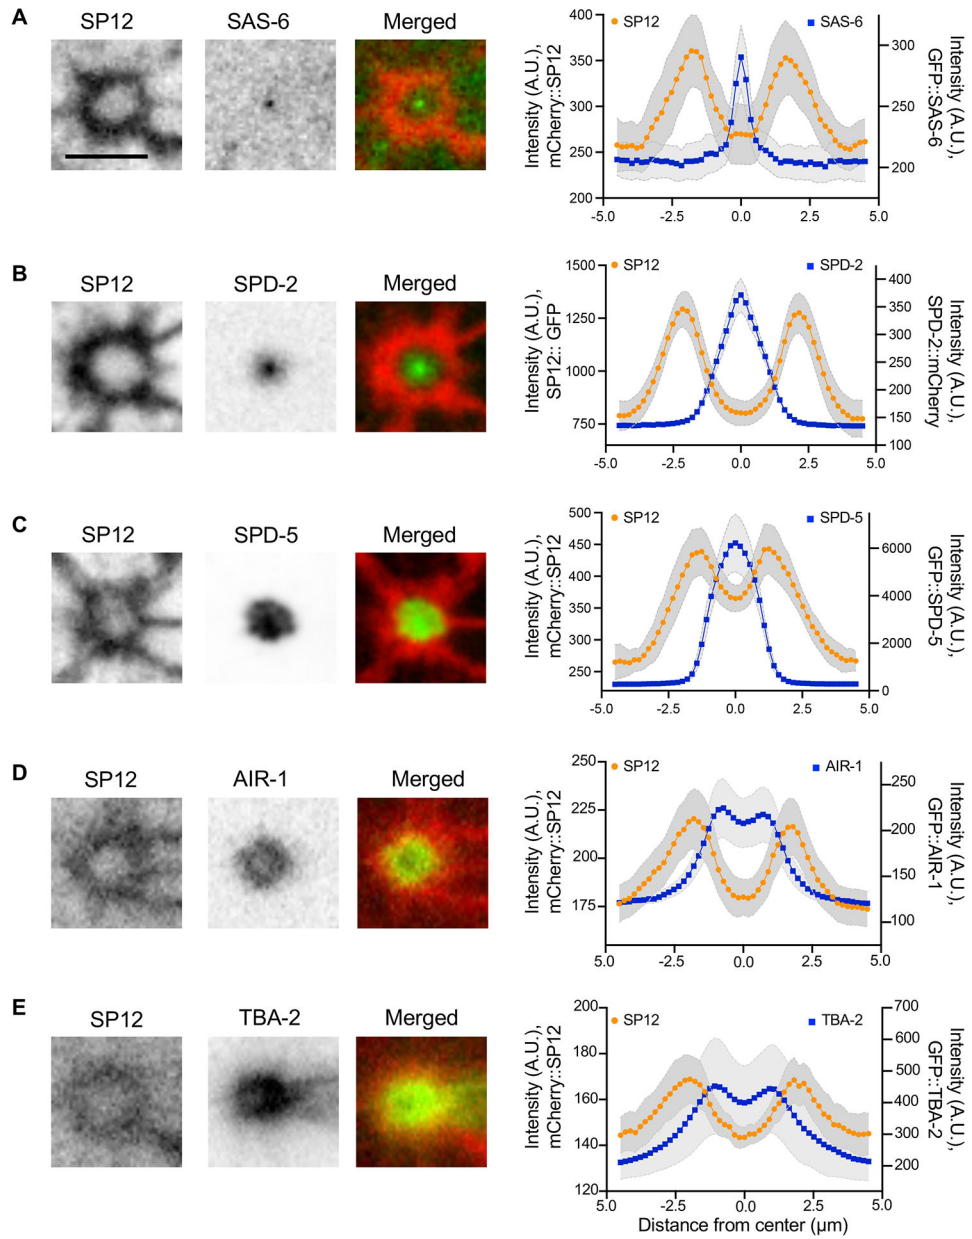 A
SP12
SAS-6
Merged
SP12
SAS-6
400
350
300
250
200
300
250
200
-5.0
-2.5
0.0
2.5
5.0
Intensity (A.U.),
mCherry::SP12
Intensity (A.U.),
GFP::SAS-6
B
SP12
SPD-2
Merged
SP12
SPD-2
1500
1250
1000
750
400
350
300
250
200
150
100
-5.0
-2.5
0.0
2.5
5.0
Intensity (A.U.),
SP12:: GFP
Intensity (A.U.),
SPD-2::mCherry
C
SP12
SPD-5
Merged
SP12
SPD-5
500
450
400
350
300
250
6000
4000
2000
0
-5.0
-2.5
0.0
2.5
5.0
Intensity (A.U.),
mCherry::SP12
Intensity (A.U.),
GFP::SPD-5
D
SP12
AIR-1
Merged
SP12
AIR-1
250
225
200
175
250
200
150
100
5.0
-2.5
0.0
2.5
5.0
Intensity (A.U.),
mCherry::SP12
Intensity (A.U.),
GFP::AIR-1
E
SP12
TBA-2
Merged
SP12
TBA-2
200
180
160
140
120
700
600
500
400
300
200
-5.0
-2.5
0.0
2.5
5.0
Intensity (A.U.),
mCherry::SP12
Intensity (A.U.),
GFP::TBA-2
Distance from center (µm)